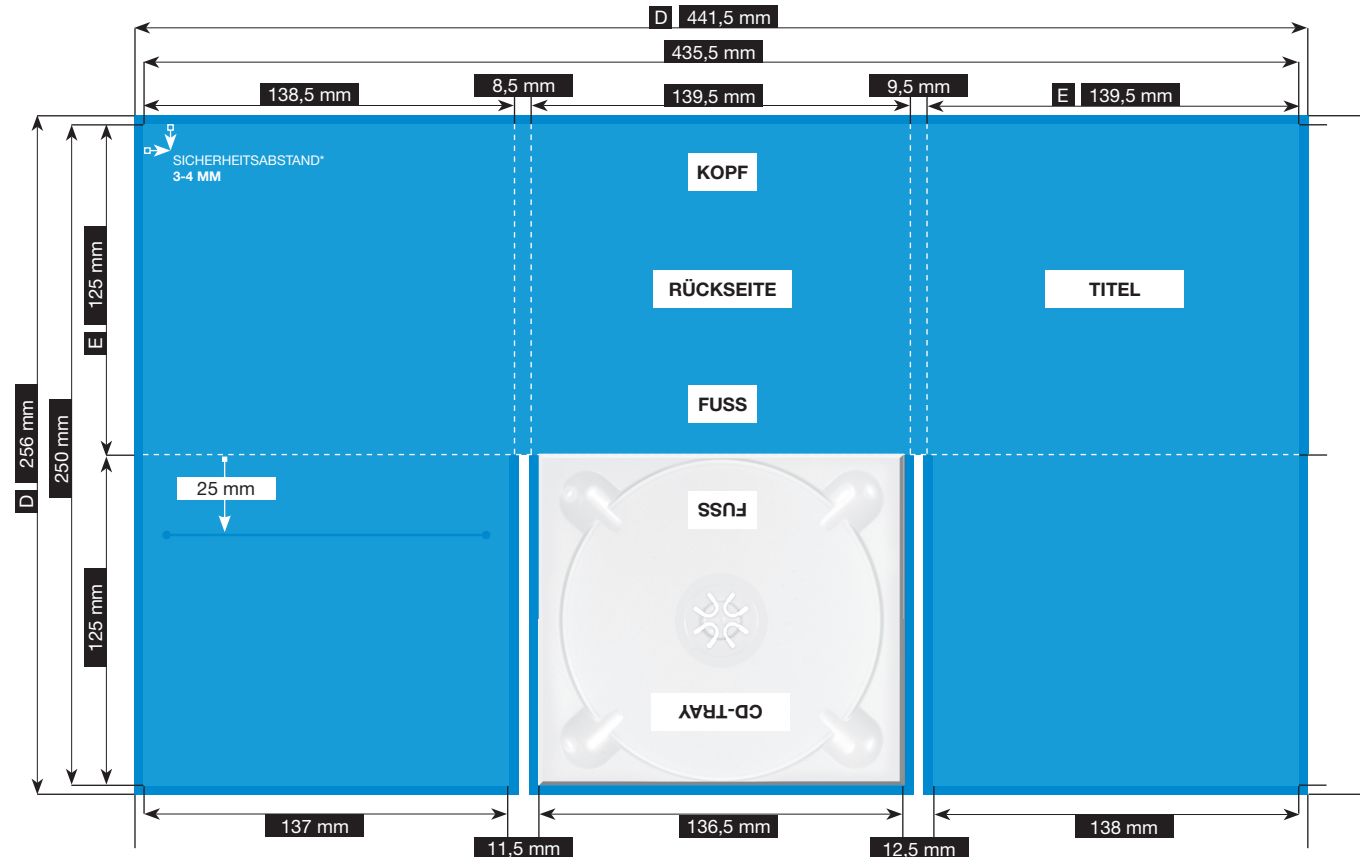 D 441,5 mm
435,5 mm
138,5 mm
8,5 mm
139,5 mm
9,5 mm
E 139,5 mm
SICHERHEITSABSTAND*
3-4 MM
KOPF
125 mm
E
RÜCKSEITE
TITEL
FUSS
D 256 mm
250 mm
25 mm
FUSS
125 mm
CD-TRAY
137 mm
11,5 mm
136,5 mm
12,5 mm
138 mm